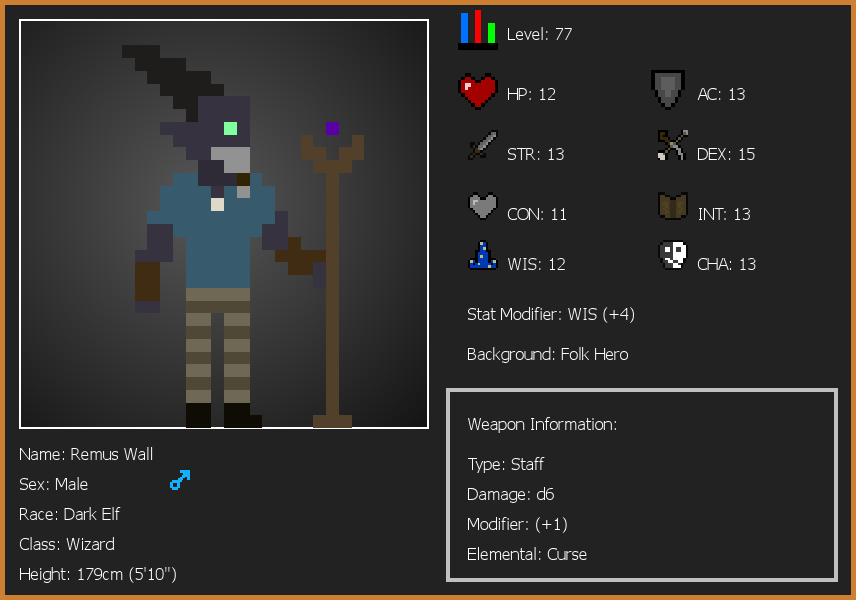 Level: 77
HP: 12
AC: 13
STR: 13
DEX: 15
CON: 11
INT: 13
WIS: 12
CHA: 13
Stat Modifier: WIS (+4)
Background: Folk Hero
Weapon Information:
Type: Staff
Damage: d6
Modifier: (+1)
Elemental: Curse
Name: Remus Wall
Sex: Male
Race: Dark Elf
Class: Wizard
Height: 179cm (5'10")